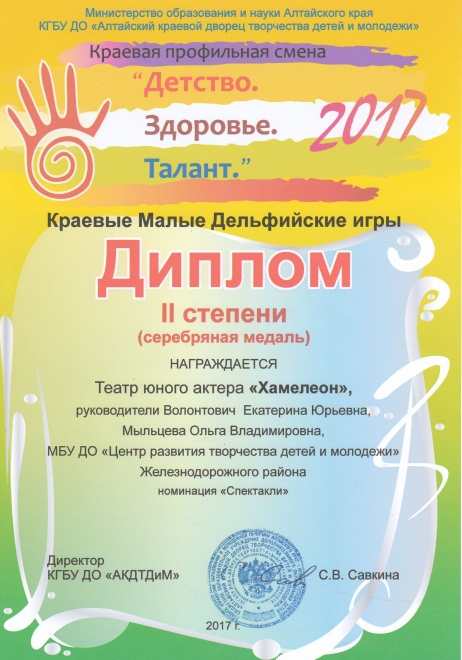 Министерство образования и науки Алтайского края
КГБУ ДО «Алтайский краевой дворец творчества детей и молодежи»
Краевая профильная смена
"Детство.
Здоровье.
Талант."
2017
Краевые Малые Дельфийские игры
Диплом
II степени
(серебряная медаль)
НАГРАЖДАЕТСЯ
Театр юного актера «Хамелеон»,
руководители Волонтович Екатерина Юрьевна,
Мыльцева Ольга Владимировна,
МБУ ДО «Центр развития творчества детей и молодежи»
Железнодорожного района
номинация «Спектакли»
Директор
КГБУ ДО «АКДТДиМ»
С.В. Савкина
2017 г.